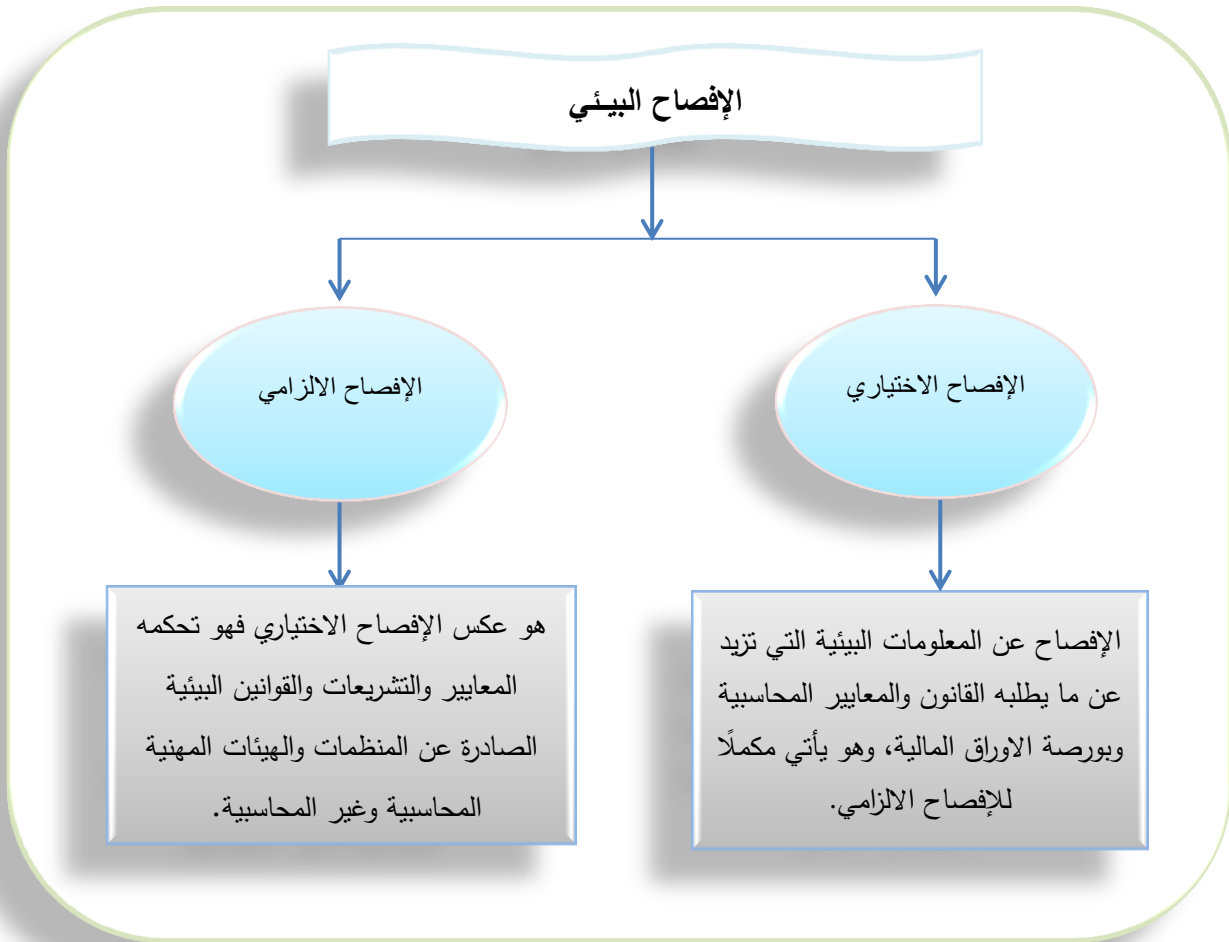 الإفصاح البيـئي
الإفصاح الاختياري
الإفصاح الالزامي
الإفصاح عن المعلومات البيئية التي تزيد
عن ما يطلبه القانون والمعايير المحاسبية
وبورصة الاوراق المالية، وهو يأتي مكملًا
للإفصاح الالزامي.
هو عكس الإفصاح الاختياري فهو تحكمه
المعايير والتشريعات والقوانين البيئية
الصادرة عن المنظمات والهيئات المهنية
المحاسبية وغير المحاسبية.